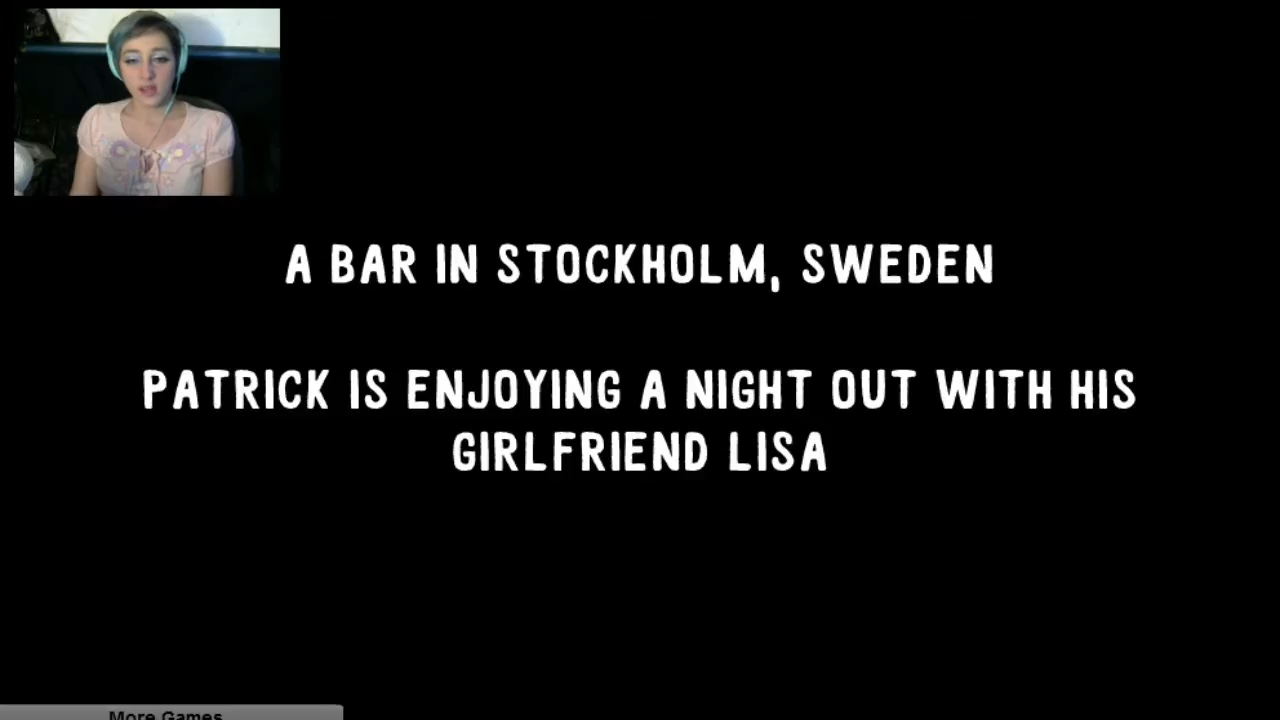 A BAR IN STOCKHOLM, SWEDEN
PATRICK IS ENJOYING A NIGHT OUT WITH HIS
GIRLFRIEND LISA
More Games